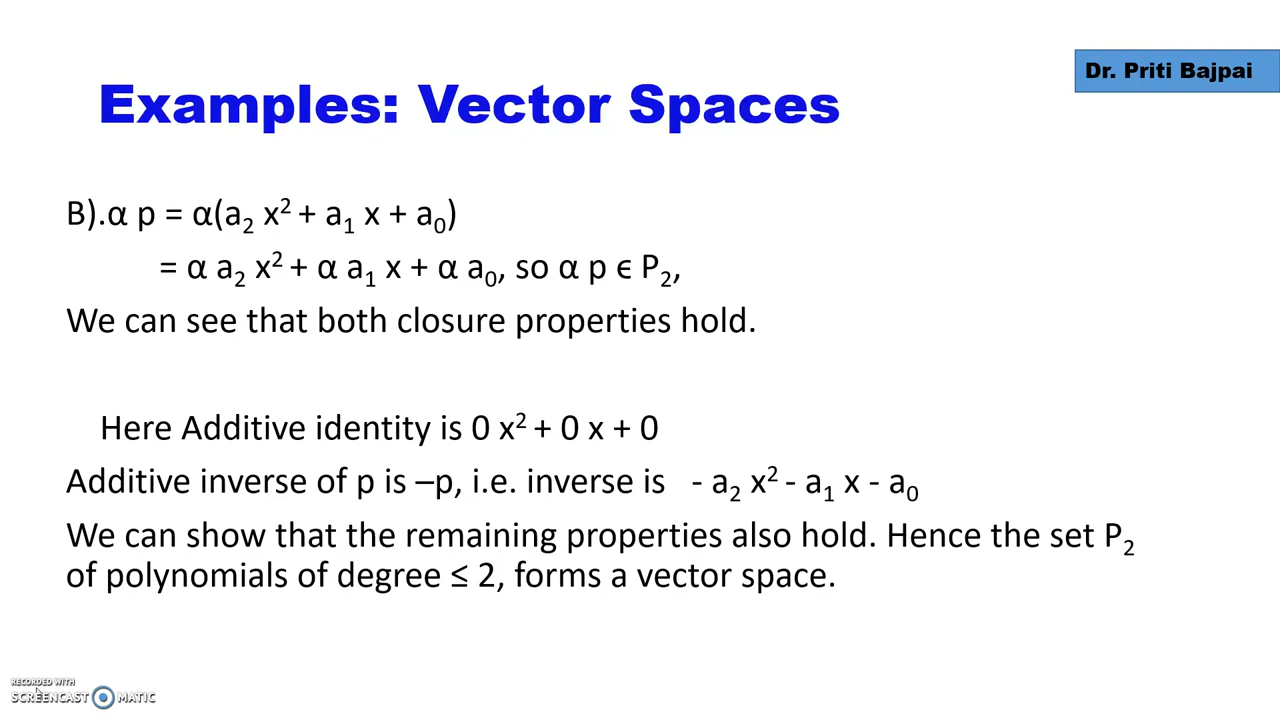 Dr. Priti Bajpai
Examples: Vector Spaces
B).α p = α(a₂ x² + a₁ x + a₀)
= α a₂ x² + α a₁ x + α a₀, so α p ϵ P₂,
We can see that both closure properties hold.
Here Additive identity is 0 x² + 0 x + 0
Additive inverse of p is –p, i.e. inverse is - a₂ x² - a₁ x - a₀
We can show that the remaining properties also hold. Hence the set P₂
of polynomials of degree ≤ 2, forms a vector space.
RECORDED WITH
SCREENCAST MATIC